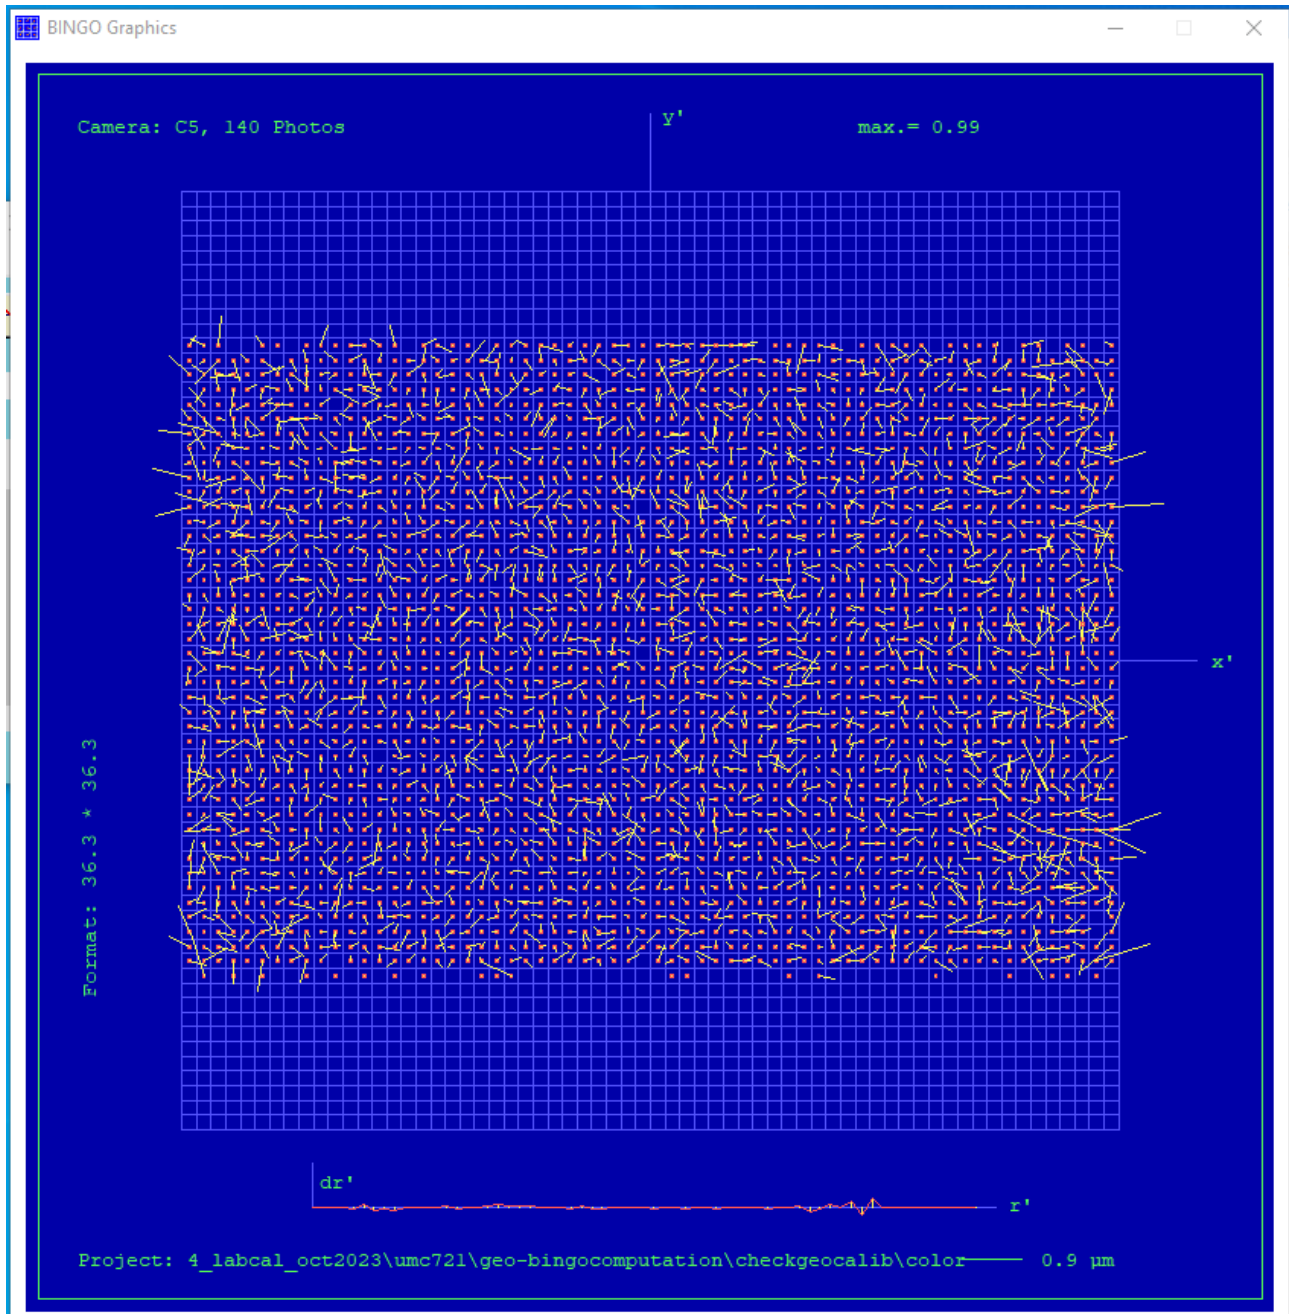 BINGO Graphics
Camera: C5, 140 Photos
y'
max.= 0.99
x'
Format: 36.3 * 36.3
dr'
r'
Project: 4_labcal_oct2023\umc721\geo-bingocomputation\checkgeocalib\color
0.9 µm